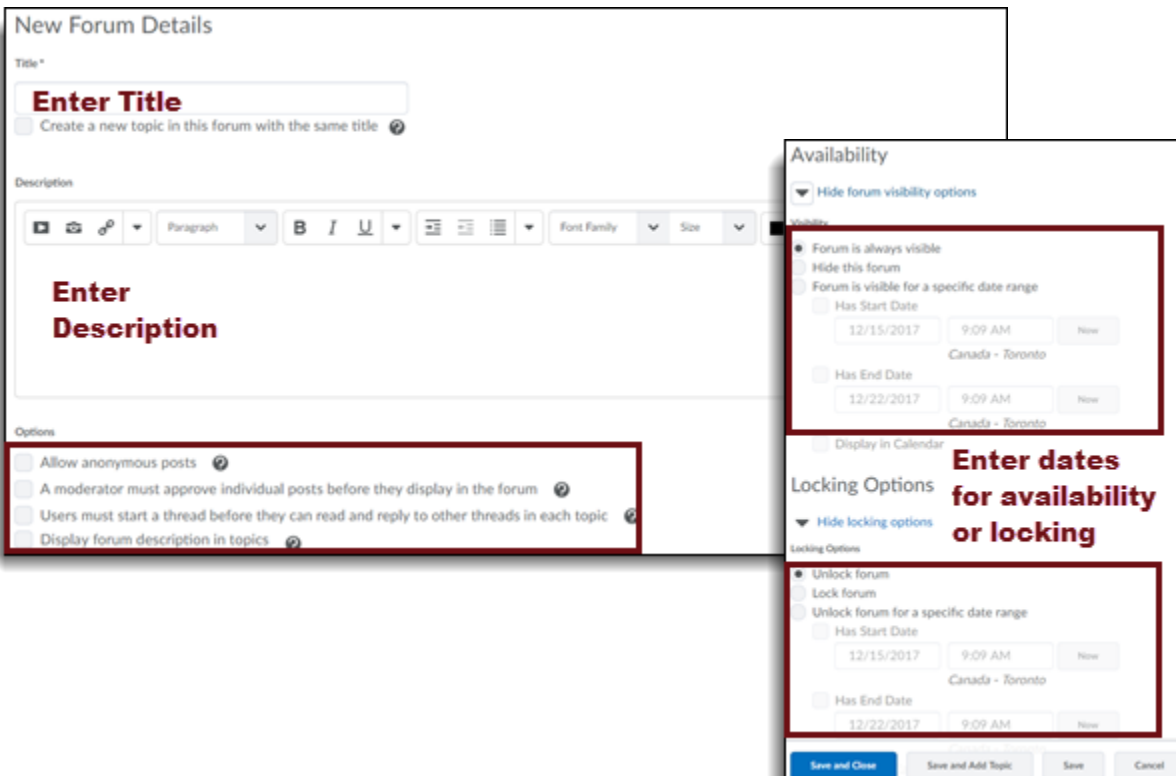 New Forum Details
Title*
Enter Title
Create a new topic in this forum with the same title
Description
Paragraph
B I U
Font Family
Size
Enter
Description
Options
Allow anonymous posts
A moderator must approve individual posts before they display in the forum
Users must start a thread before they can read and reply to other threads in each topic
Display forum description in topics
Availability
Hide forum visibility options
Visibility
Forum is always visible
Hide this forum
Forum is visible for a specific date range
Has Start Date
12/15/2017 9:09 AM Now
Canada - Toronto
Has End Date
12/22/2017 9:09 AM Now
Canada - Toronto
Display in Calendar
Enter dates
for availability
or locking
Locking Options
Hide locking options
Locking Options
Unlock forum
Lock forum
Unlock forum for a specific date range
Has Start Date
12/15/2017 9:09 AM Now
Canada - Toronto
Has End Date
12/22/2017 9:09 AM Now
Save and Close Save and Add Topic Save Cancel